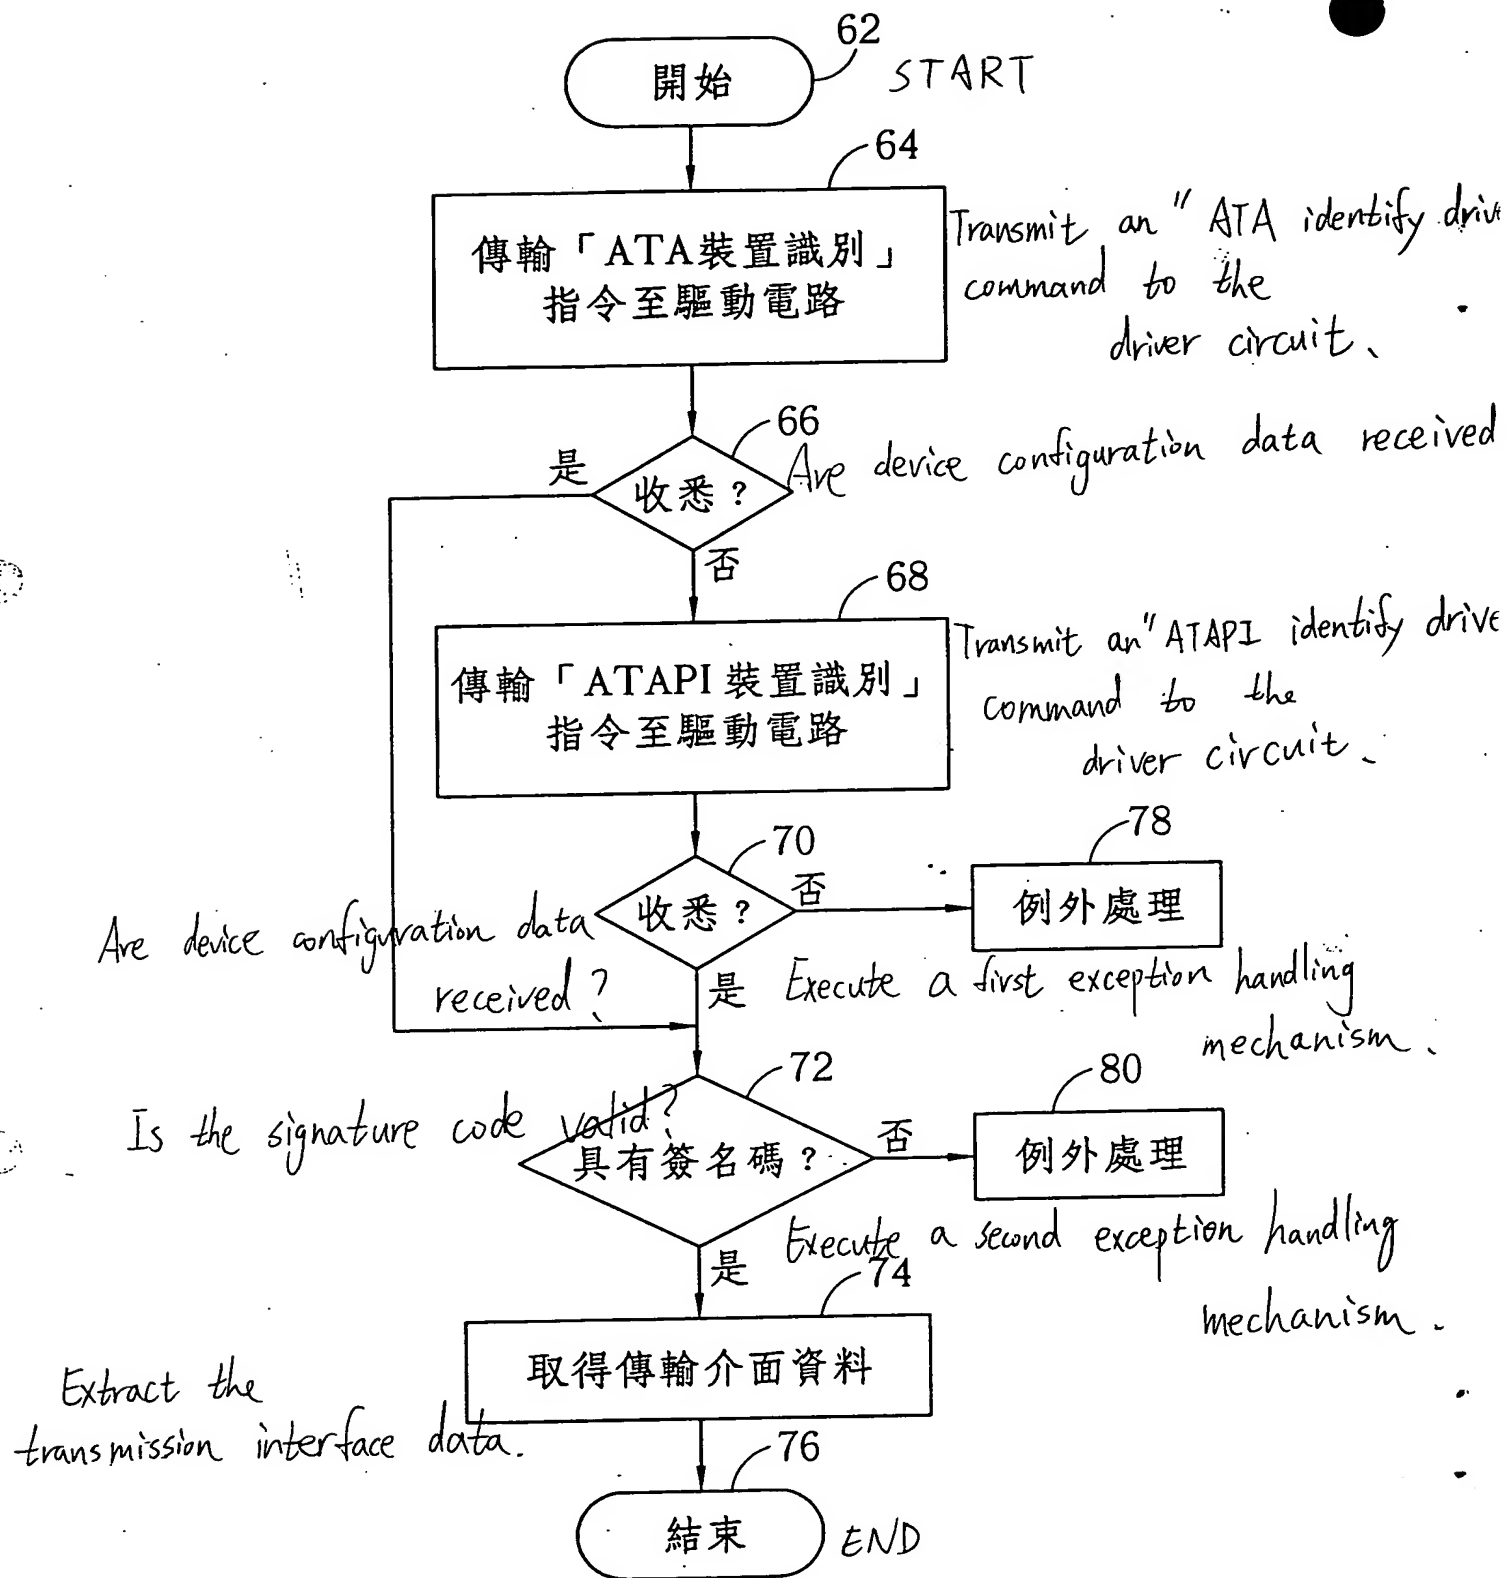 62
開始
START
64
傳輸「ATA裝置識別」
指令至驅動電路
Transmit an "ATA identify driv
command to the
driver circuit.
66
是
收悉？
Are device configuration data received
否
68
傳輸「ATAPI裝置識別」
指令至驅動電路
Transmit an "ATAPI identify drive
command to the
driver circuit.
70
收悉？
否
78
例外處理
Are device configuration data
received?
是
Execute a first exception handling
mechanism.
72
Is the signature code valid?
具有簽名碼？
否
80
例外處理
是
Execute a second exception handling
mechanism.
74
取得傳輸介面資料
Extract the
transmission interface data.
76
結束
END